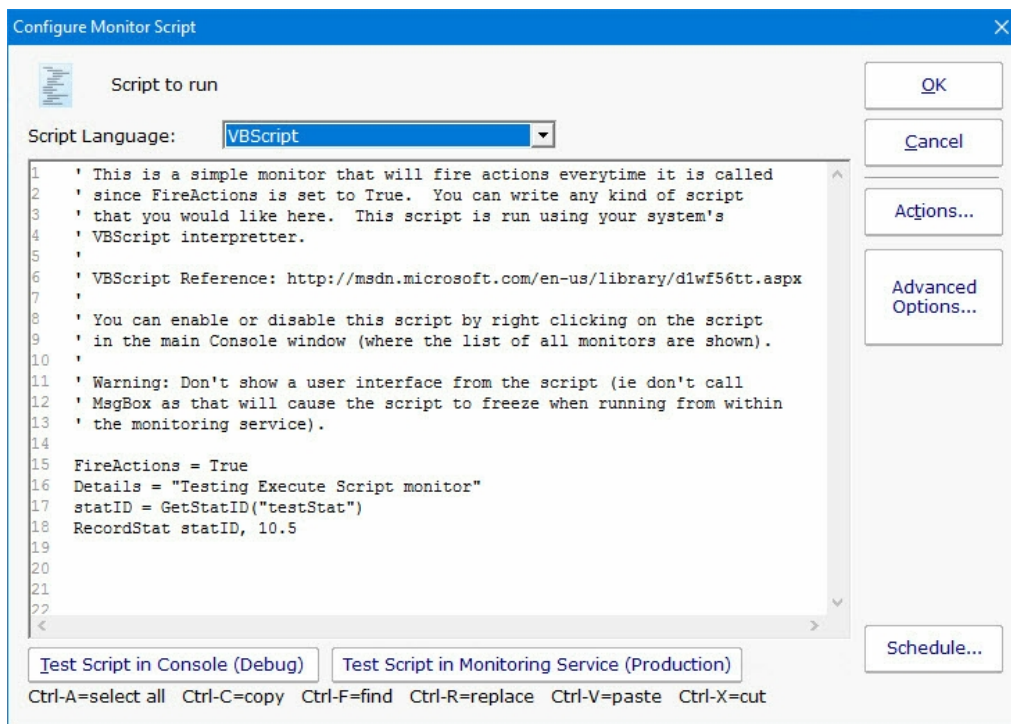 Configure Monitor Script
Script to run
OK
Script Language:
VBScript
Cancel
1 ' This is a simple monitor that will fire actions everytime it is called
2 ' since FireActions is set to True.  You can write any kind of script
3 ' that you would like here.  This script is run using your system's
4 ' VBScript interpretter.
5 '
6 ' VBScript Reference: http://msdn.microsoft.com/en-us/library/d1wf56tt.aspx
7 '
8 ' You can enable or disable this script by right clicking on the script
9 ' in the main Console window (where the list of all monitors are shown).
10 '
11 ' Warning: Don't show a user interface from the script (ie don't call
12 ' MsgBox as that will cause the script to freeze when running from within
13 ' the monitoring service).
14
15 FireActions = True
16 Details = "Testing Execute Script monitor"
17 statID = GetStatID("testStat")
18 RecordStat statID, 10.5
19
20
21
22
Actions...
Advanced
Options...
Schedule...
Test Script in Console (Debug)
Test Script in Monitoring Service (Production)
Ctrl-A=select all Ctrl-C=copy Ctrl-F=find Ctrl-R=replace Ctrl-V=paste Ctrl-X=cut